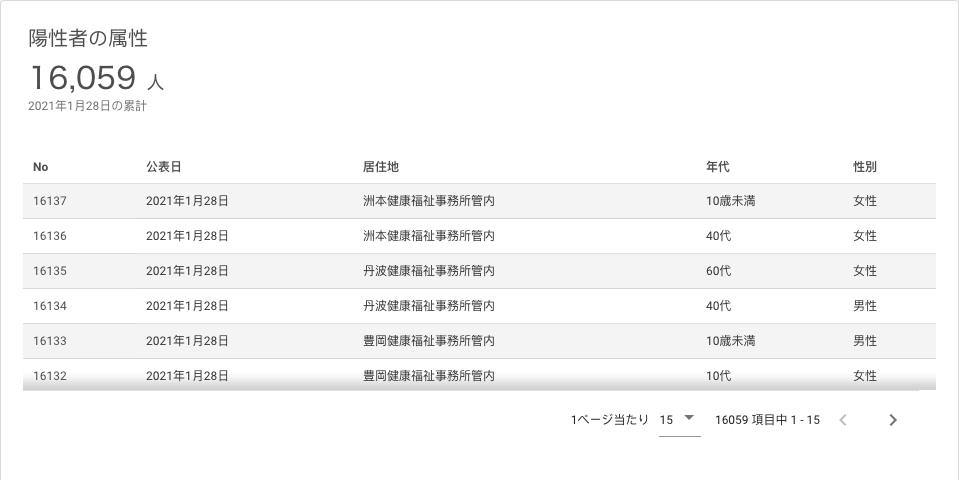 陽性者の属性
16,059 人
2021年1月28日の累計
No 公表日 居住地 年代 性別
16137 2021年1月28日 洲本健康福祉事務所管内 10歳未満 女性
16136 2021年1月28日 洲本健康福祉事務所管内 40代 女性
16135 2021年1月28日 丹波健康福祉事務所管内 60代 女性
16134 2021年1月28日 丹波健康福祉事務所管内 40代 男性
16133 2021年1月28日 豊岡健康福祉事務所管内 10歳未満 男性
16132 2021年1月28日 豊岡健康福祉事務所管内 10代 女性
1ページ当たり 15 16059 項目中 1 - 15